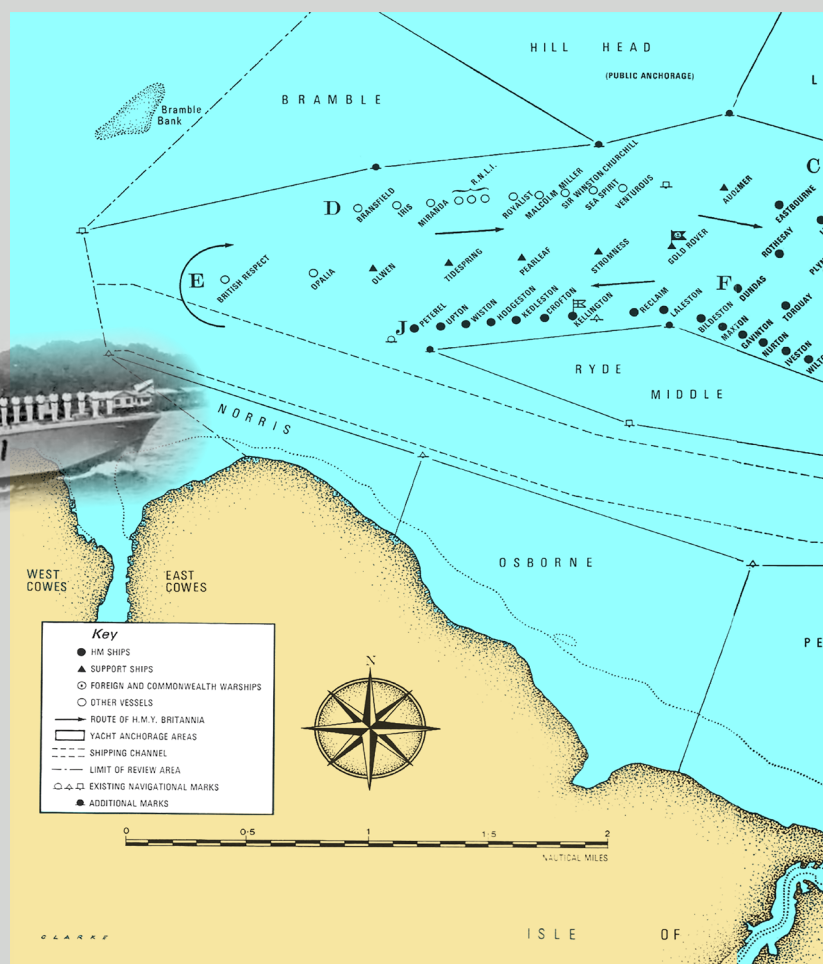 HILL HEAD
(PUBLIC ANCHORAGE)
L
BRAMBLE
Bramble
Bank
C
D
BRANSFIELD
IRIS
MIRANDA
R.N.L.I.
ROYALIST
MALCOLM MILLER
SIR WINSTON CHURCHILL
SEA SPIRIT
VENTUROUS
EASTBOURNE
ROTHESAY
E
BRITISH RESPECT
OPALIA
OLWEN
TIDESPRING
PEARLEAF
STROMNESS
GOLD ROVER
F
DUNDAS
TORQUAY
J
PETEREL
UPTON
WISTON
HODGESTON
KEDLESTON
CROFTON
KELLINGTON
RECLAIM
LALESTON
BILDESTON
MAXTON
GAVINTON
NURTON
IVESTON
RYDE
MIDDLE
NORRIS
OSBORNE
WEST
COWES
EAST
COWES
PE
Key
HM SHIPS
SUPPORT SHIPS
FOREIGN AND COMMONWEALTH WARSHIPS
OTHER VESSELS
ROUTE OF H.M.Y. BRITANNIA
YACHT ANCHORAGE AREAS
SHIPPING CHANNEL
LIMIT OF REVIEW AREA
EXISTING NAVIGATIONAL MARKS
ADDITIONAL MARKS
N
0 0·5 1 1·5 2
NAUTICAL MILES
CLARKE
ISLE OF